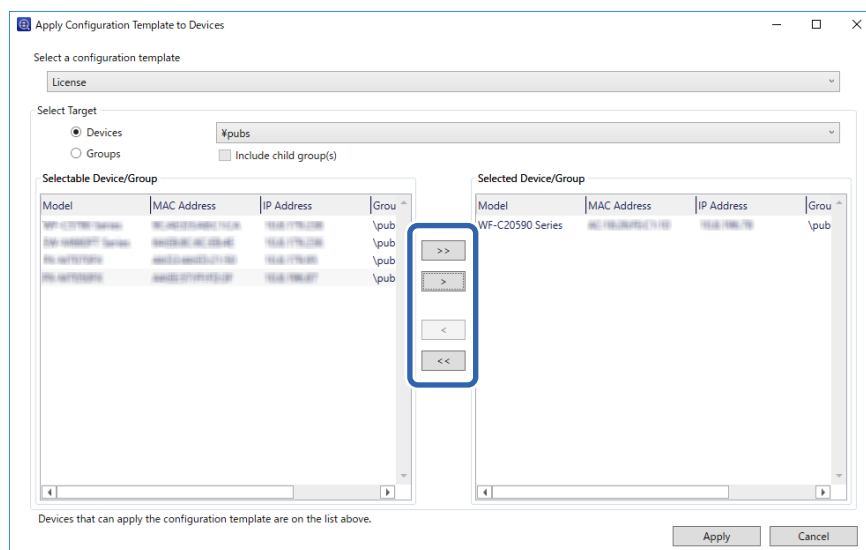 Apply Configuration Template to Devices
Select a configuration template
License
Select Target
Devices
¥pubs
Groups
Include child group(s)
Selectable Device/Group
Selected Device/Group
Model MAC Address IP Address Grou
Model MAC Address IP Address Grou
\pub
\pub
\pub
\pub
WF-C20590 Series \pub
>>
>
<
<<
Devices that can apply the configuration template are on the list above.
Apply Cancel